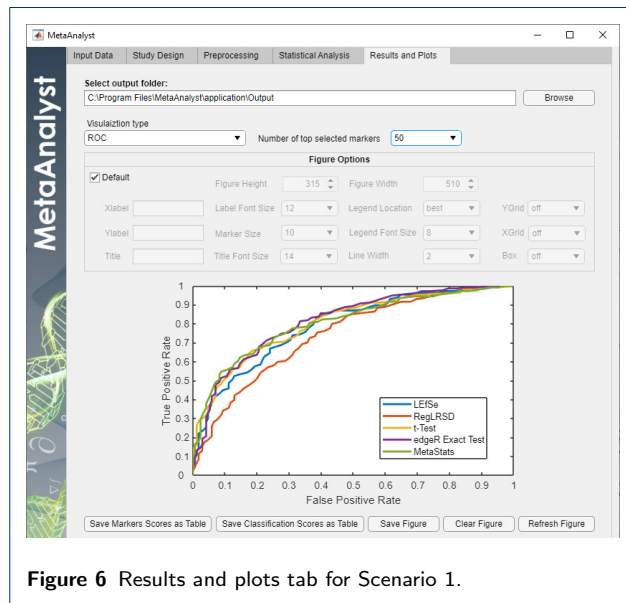 MetaAnalyst
Input Data Study Design Preprocessing Statistical Analysis Results and Plots
MetaAnalyst
Select output folder:
C:\Program Files\MetaAnalyst\application\Output Browse
Visulaiztion type
ROC Number of top selected markers 50
Figure Options
Default Figure Height 315 Figure Width 510
Xlabel Label Font Size 12 Legend Location best YGrid off
Ylabel Marker Size 10 Legend Font Size 8 XGrid off
Title Title Font Size 14 Line Width 2 Box off
1
0.9
0.8
0.7
0.6
0.5
0.4
0.3
0.2
0.1
0
True Positive Rate
LEfSe
RegLRSD
t-Test
edgeR Exact Test
MetaStats
0 0.1 0.2 0.3 0.4 0.5 0.6 0.7 0.8 0.9 1
False Positive Rate
Save Markers Scores as Table Save Classification Scores as Table Save Figure Clear Figure Refresh Figure
Figure 6 Results and plots tab for Scenario 1.